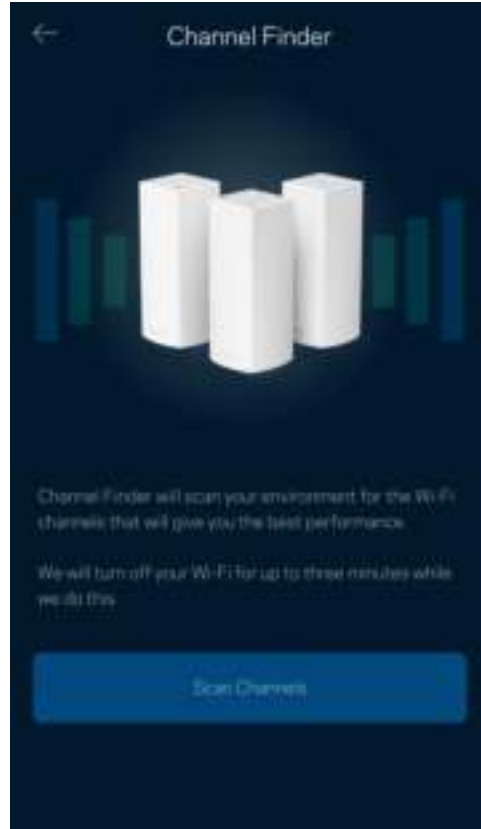 Channel Finder
Channel Finder will scan your environment for the Wi-Fi
channels that will give you the best performance.
We will turn off your Wi-Fi for up to three minutes while
we do this.
Scan Channels